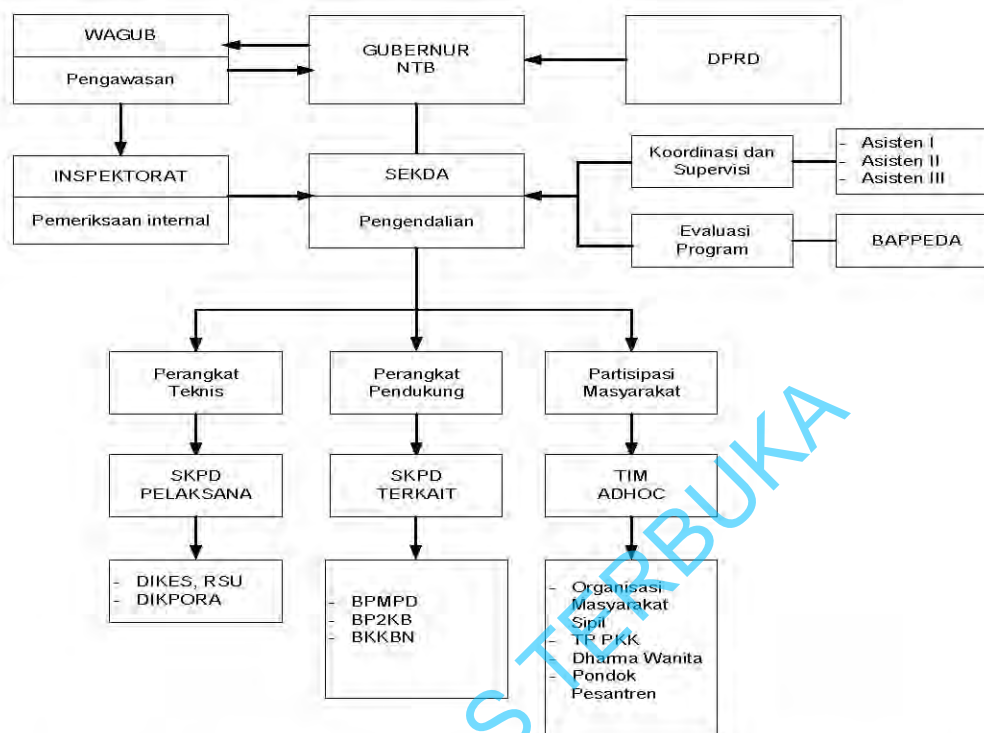 WAGUB
Pengawasan
GUBERNUR
NTB
DPRD
INSPEKTORAT
Pemeriksaan internal
SEKDA
Pengendalian
Koordinasi dan
Supervisi
- Asisten I
- Asisten II
- Asisten III
Evaluasi
Program
BAPPEDA
Perangkat
Teknis
Perangkat
Pendukung
Partisipasi
Masyarakat
SKPD
PELAKSANA
SKPD
TERKAIT
TIM
ADHOC
- DIKES, RSU
- DIKPORA
- BPMPD
- BP2KB
- BKKBN
- Organisasi
Masyarakat
Sipil
- TP PKK
- Dharma Wanita
- Pondok
Pesantren
S TERBUKA